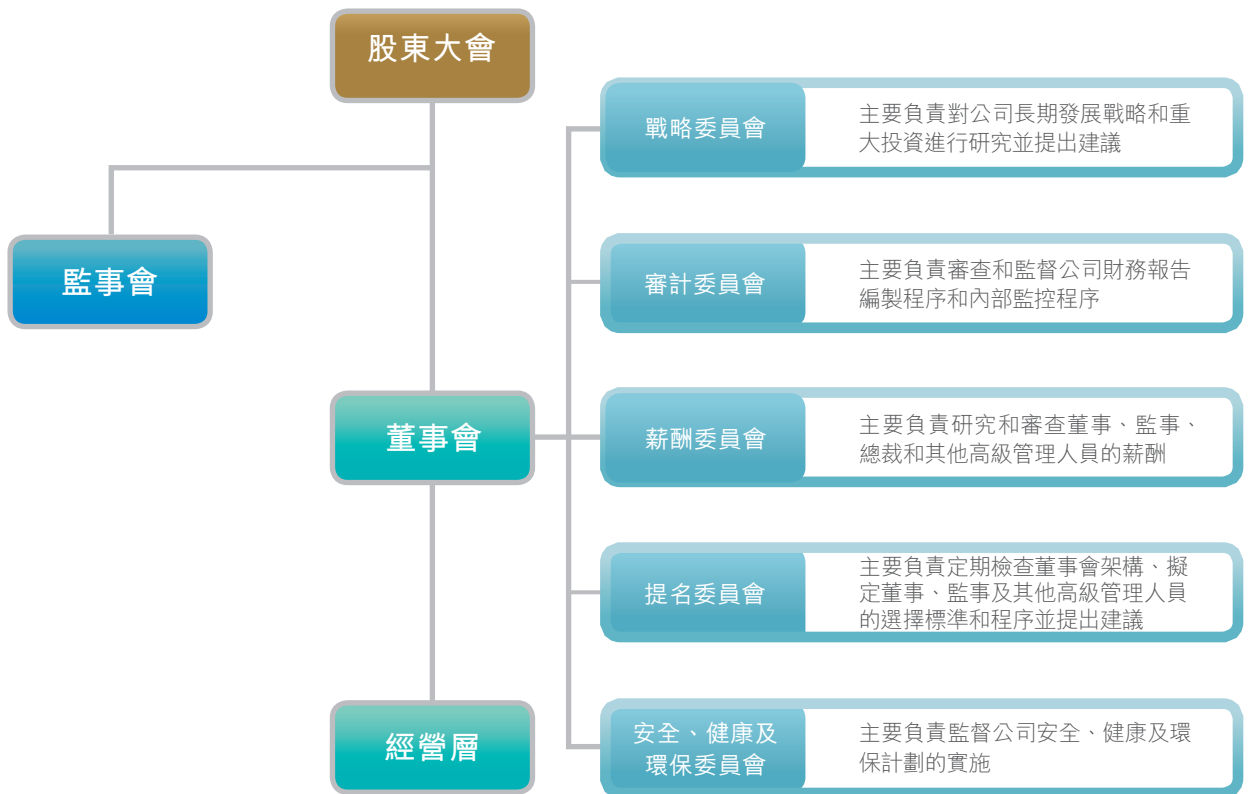 股東大會
監事會
董事會
經營層
戰略委員會
主要負責對公司長期發展戰略和重
大投資進行研究並提出建議
審計委員會
主要負責審查和監督公司財務報告
編製程序和內部監控程序
薪酬委員會
主要負責研究和審查董事、監事、
總裁和其他高級管理人員的薪酬
提名委員會
主要負責定期檢查董事會架構、擬
定董事、監事及其他高級管理人員
的選擇標準和程序並提出建議
安全、健康及
環保委員會
主要負責監督公司安全、健康及環
保計劃的實施